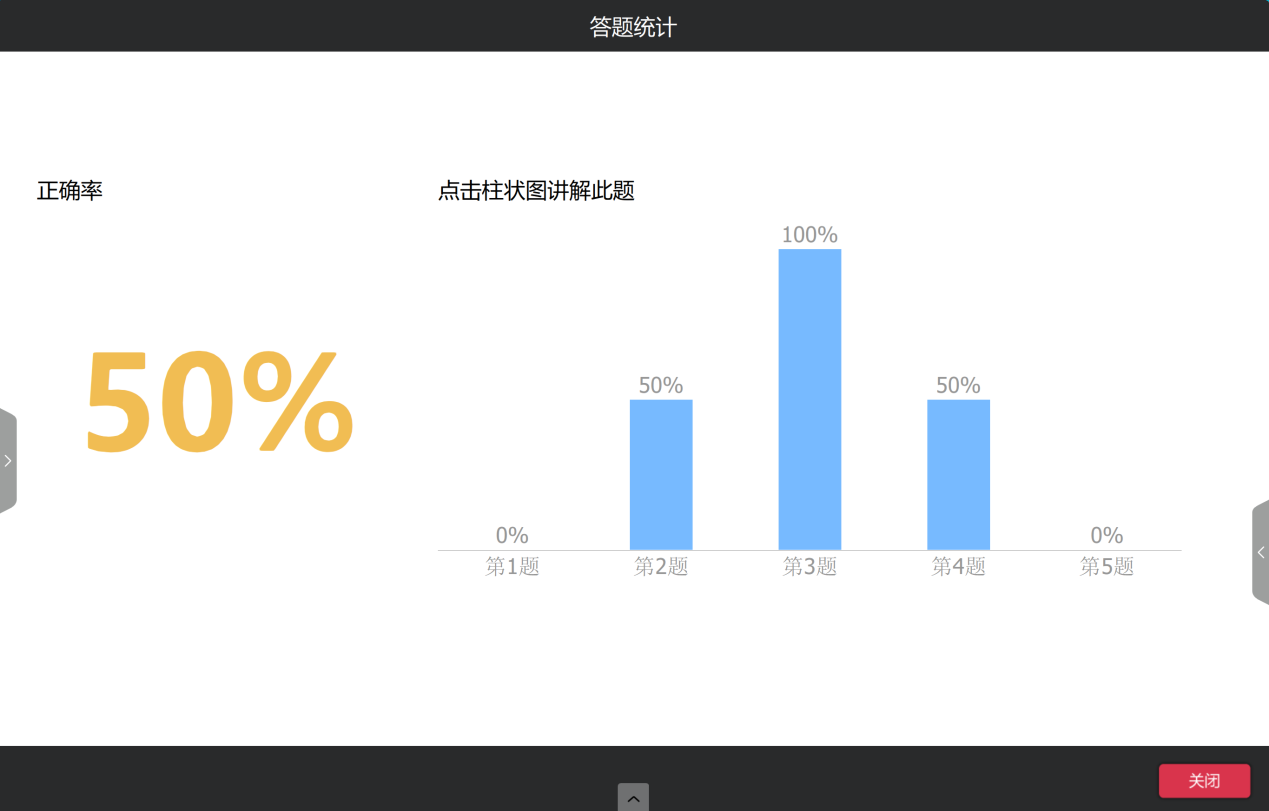 答题统计
正确率
点击柱状图讲解此题
50%
0%
50%
100%
50%
0%
第1题
第2题
第3题
第4题
第5题
关闭